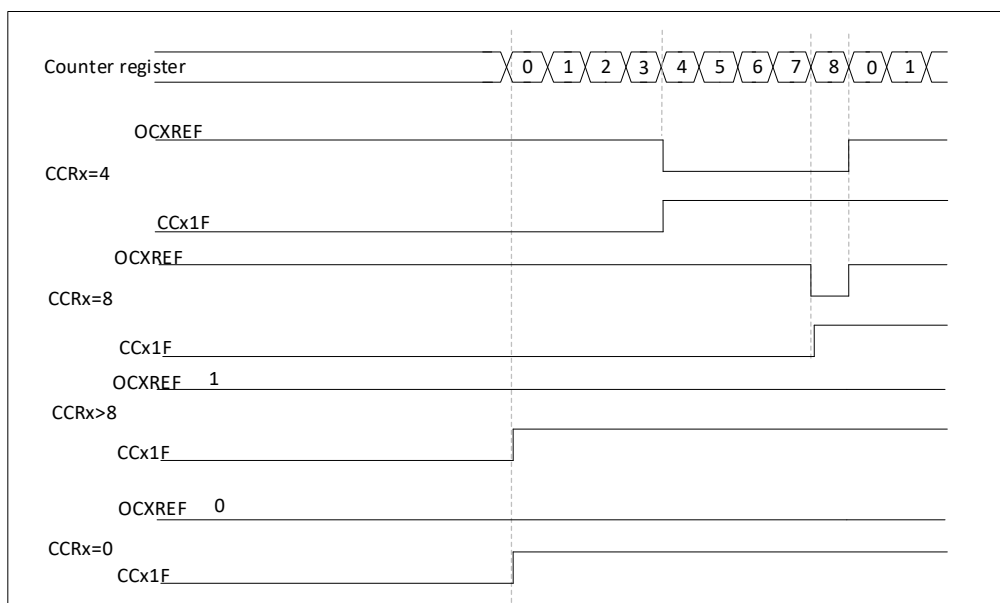 Counter register 0 1 2 3 4 5 6 7 8 0 1
OCXREF
CCRx=4
CCx1F
OCXREF
CCRx=8
CCx1F
OCXREF 1
CCRx>8
CCx1F
OCXREF 0
CCRx=0
CCx1F